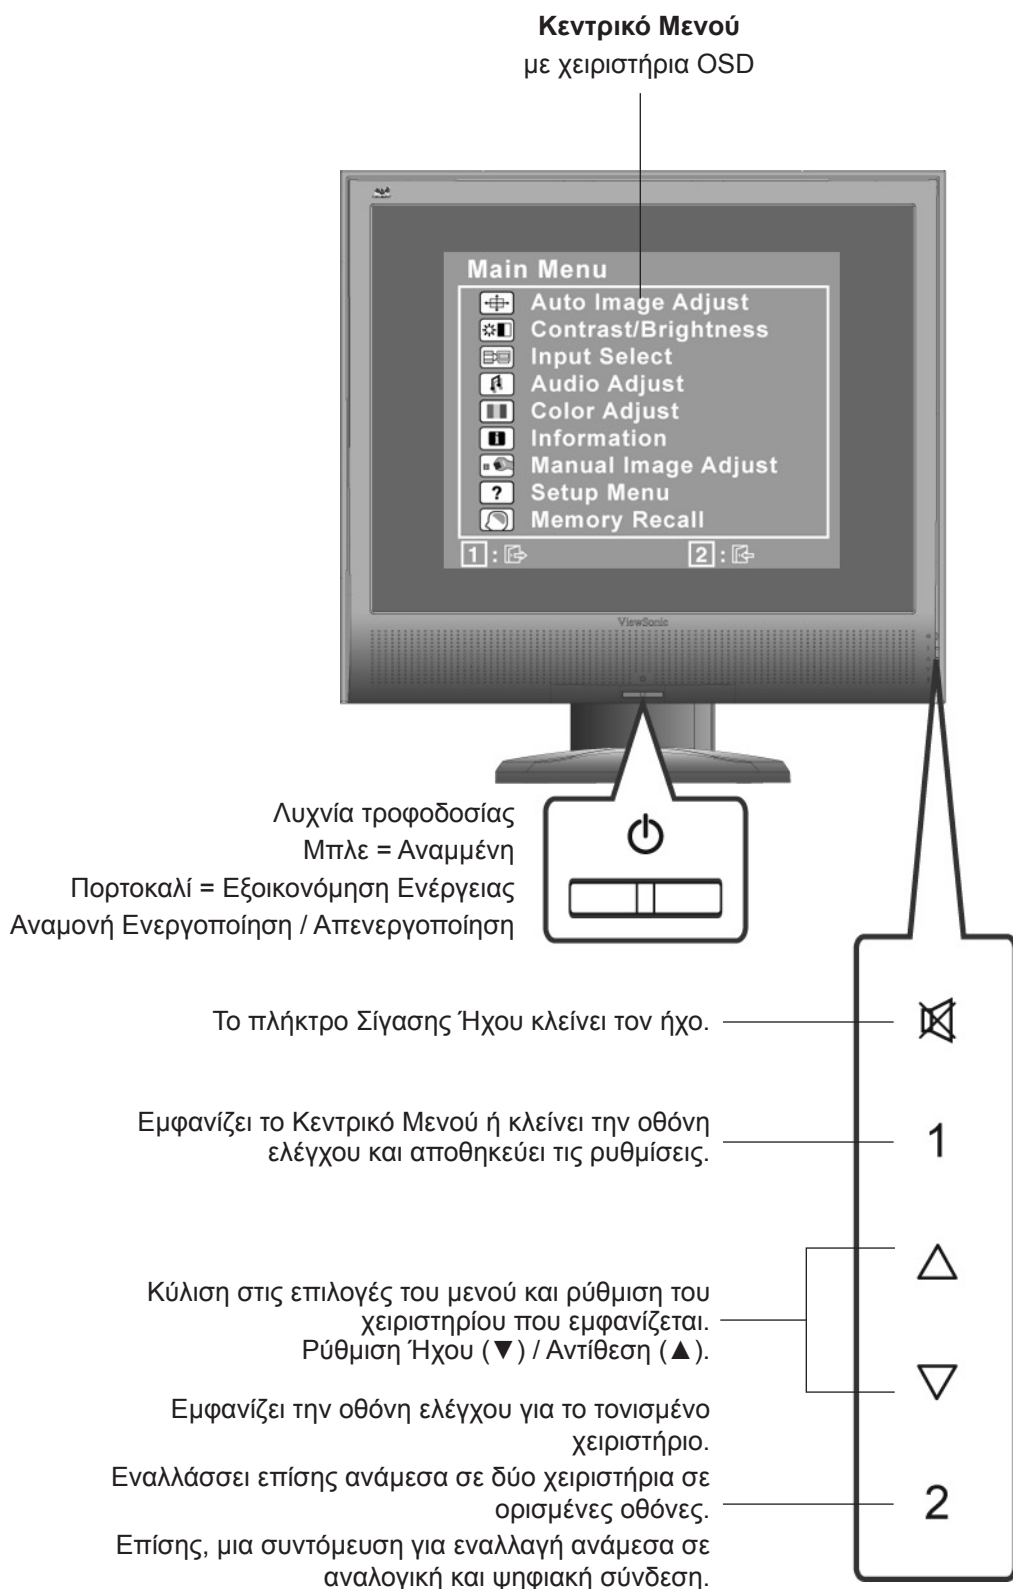 Κεντρικό Μενού
με χειριστήρια OSD
Main Menu
Auto Image Adjust
Contrast/Brightness
Input Select
Audio Adjust
Color Adjust
Information
Manual Image Adjust
Setup Menu
Memory Recall
1 : 2 :
ViewSonic
Λυχνία τροφοδοσίας
Μπλε = Αναμμένη
Πορτοκαλί = Εξοικονόμηση Ενέργειας
Αναμονή Ενεργοποίηση / Απενεργοποίηση
Το πλήκτρο Σίγασης Ήχου κλείνει τον ήχο.
Εμφανίζει το Κεντρικό Μενού ή κλείνει την οθόνη
ελέγχου και αποθηκεύει τις ρυθμίσεις.
1
Κύλιση στις επιλογές του μενού και ρύθμιση του
χειριστηρίου που εμφανίζεται.
Ρύθμιση Ήχου (▼) / Αντίθεση (▲).
Εμφανίζει την οθόνη ελέγχου για το τονισμένο
χειριστήριο.
Εναλλάσσει επίσης ανάμεσα σε δύο χειριστήρια σε
ορισμένες οθόνες.
2
Επίσης, μια συντόμευση για εναλλαγή ανάμεσα σε
αναλογική και ψηφιακή σύνδεση.